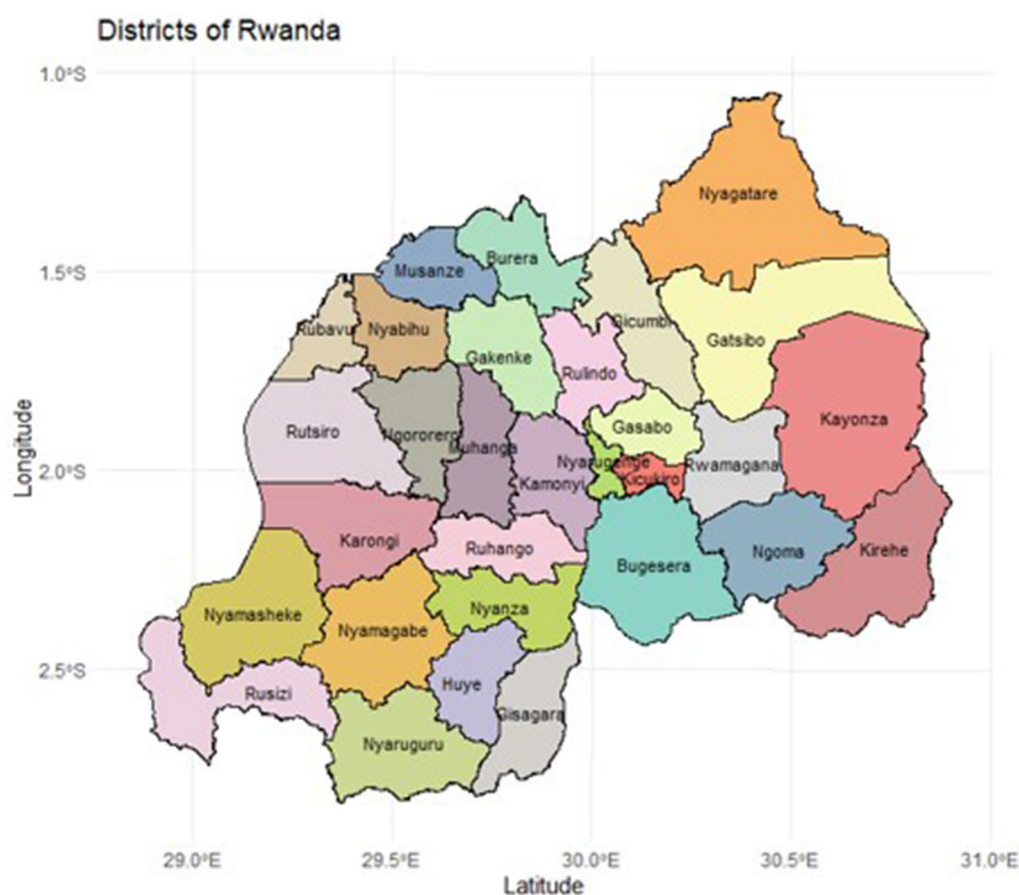 Districts of Rwanda
1.0°S
Nyagatare
Burera
Musanze
1.5°S
Gicumbi
Rubavu
Nyabihu
Gatsibo
Gakenke
Rulindo
Kayonza
Gasabo
Rutsiro
Ngororero
Muhanga
Nyarugenge
Rwamagana
2.0°S
Kicukiro
Kamonyi
Karongi
Ruhango
Ngoma
Kirehe
Bugesera
Nyanza
Nyamasheke
Nyamagabe
2.5°S
Huye
Rusizi
Gisagara
Nyaruguru
Longitude
29.0°E
29.5°E
30.0°E
30.5°E
31.0°E
Latitude